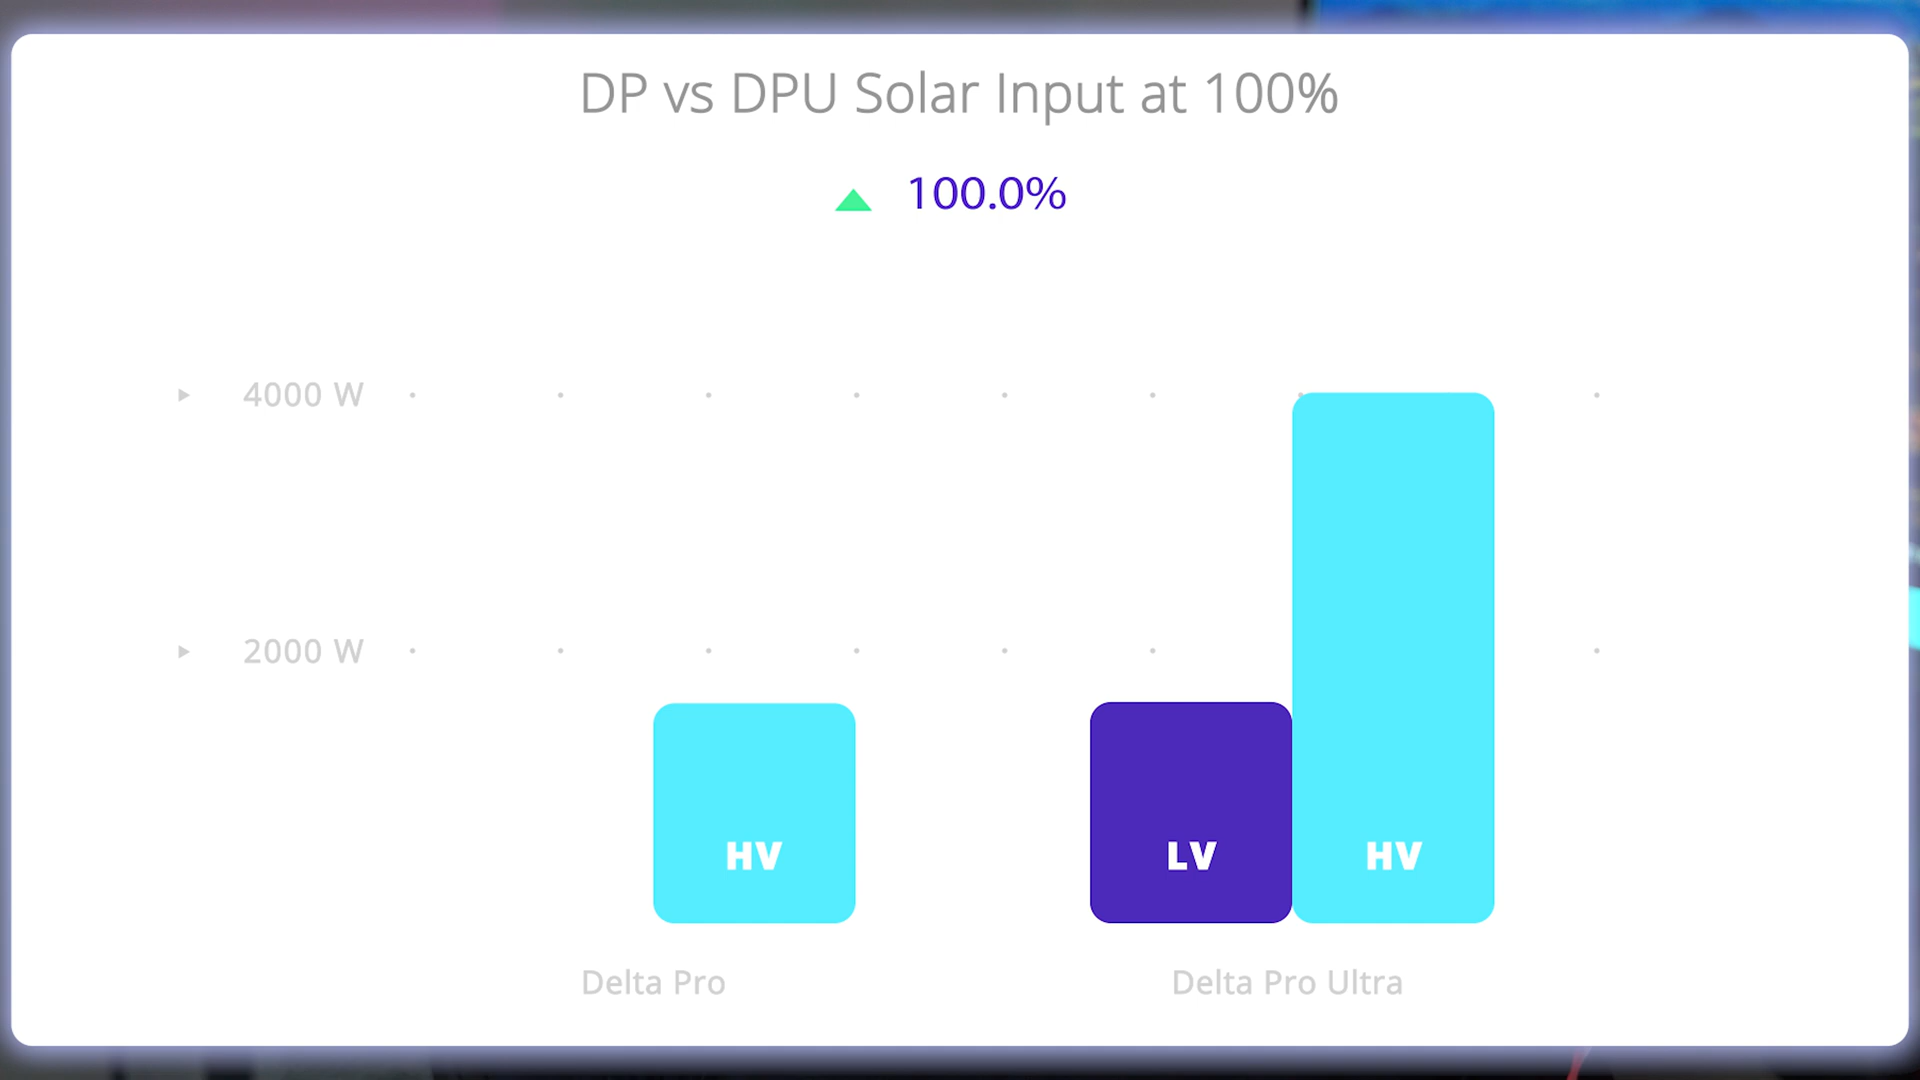 DP vs DPU Solar Input at 100%
100.0%
4000 W
2000 W
HV
LV
HV
Delta Pro
Delta Pro Ultra